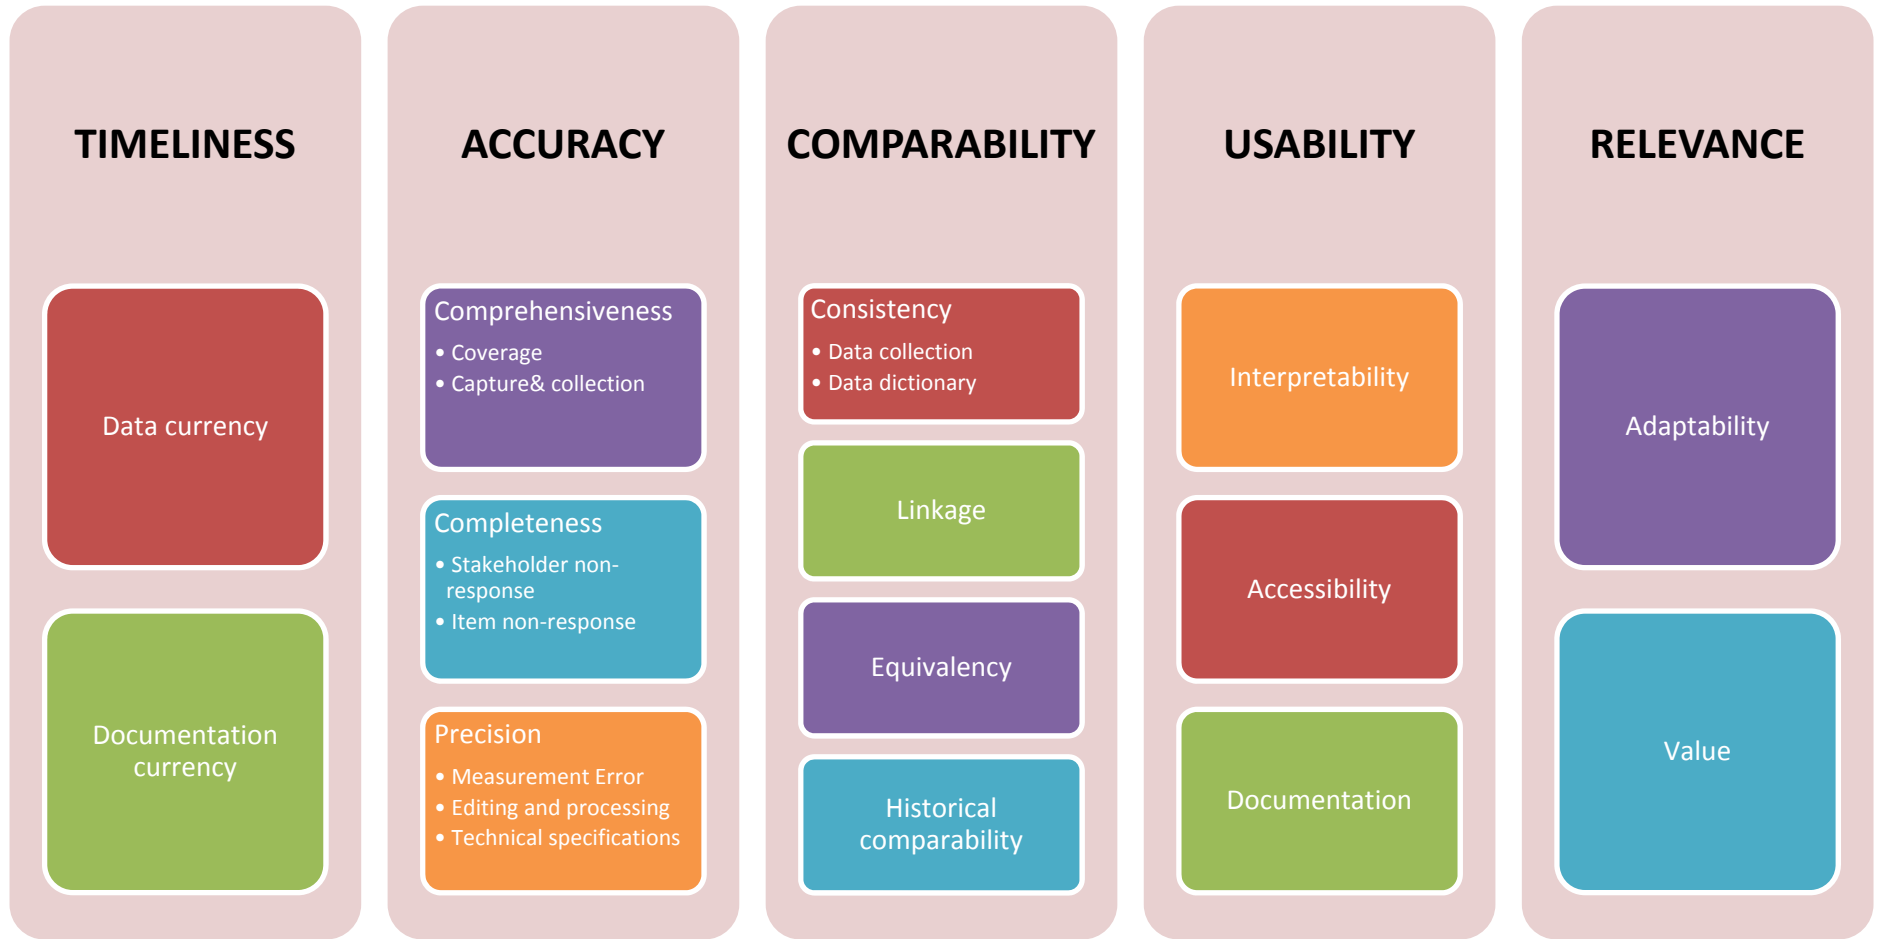 TIMELINESS
Data currency
Documentation
currency
ACCURACY
Comprehensiveness
• Coverage
• Capture& collection
Completeness
• Stakeholder non-
response
• Item non-response
Precision
• Measurement Error
• Editing and processing
• Technical specifications
COMPARABILITY
Consistency
• Data collection
• Data dictionary
Linkage
Equivalency
Historical
comparability
USABILITY
Interpretability
Accessibility
Documentation
RELEVANCE
Adaptability
Value